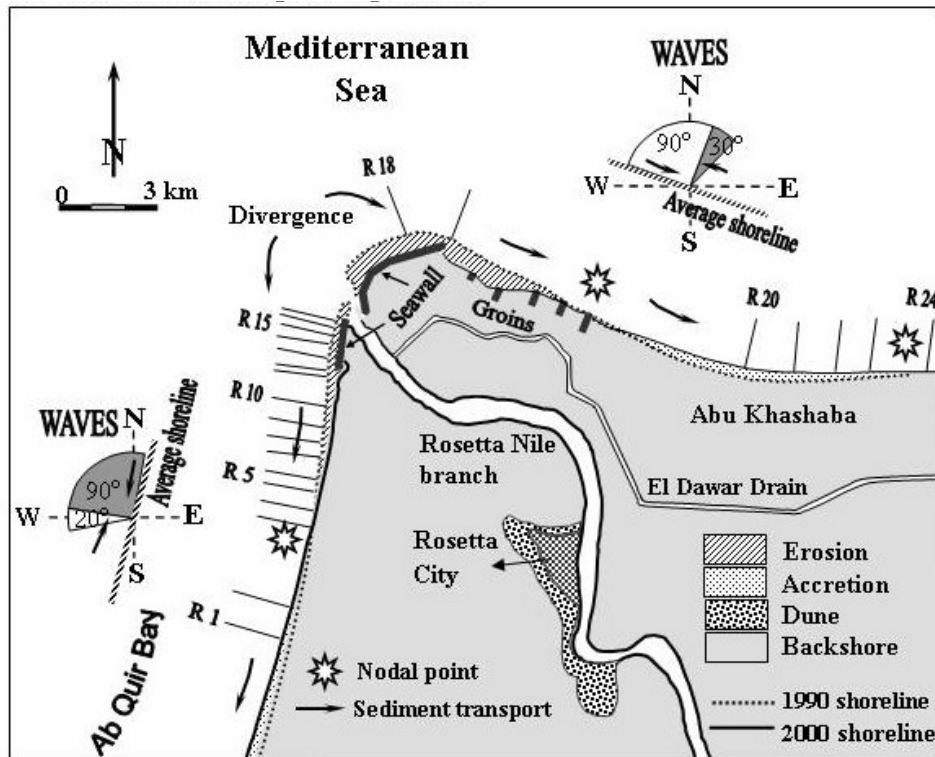 Mediterranean
Sea
WAVES
N
90°
30°
W
E
Average shoreline
S
N
0
3 km
R 18
Divergence
R 15
Seawall
Groins
R 20
R 24
R 10
Abu Khashaba
WAVES
N
Average shoreline
90°
20°
W
E
S
R 5
Rosetta Nile
branch
El Dawar Drain
Rosetta
City
R 1
Ab Quir Bay
Erosion
Accretion
Dune
Backshore
Nodal point
Sediment transport
1990 shoreline
2000 shoreline